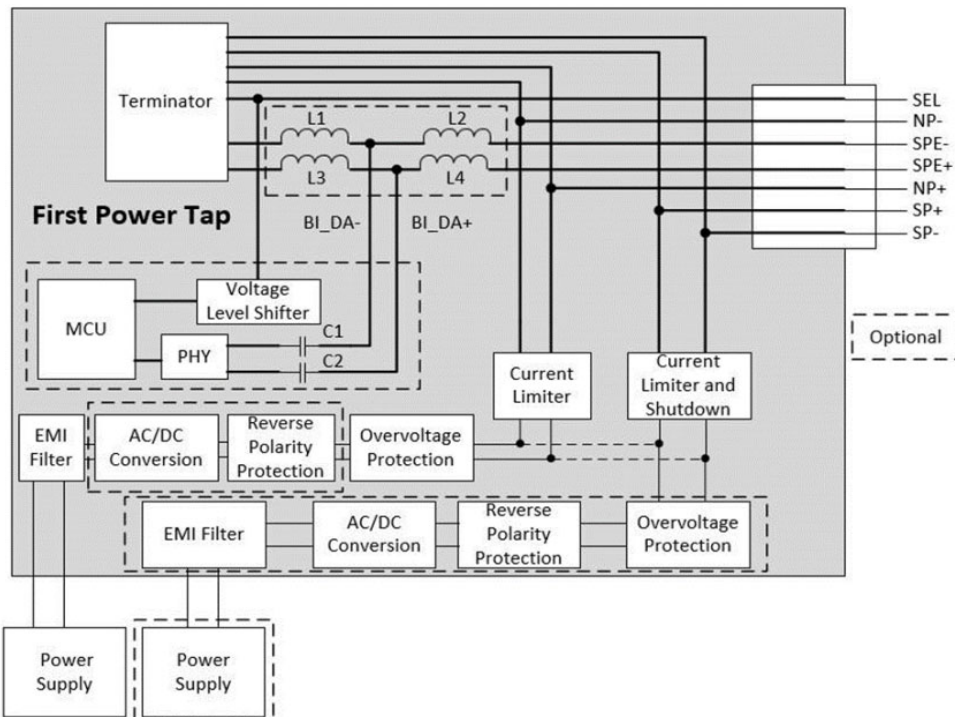 Terminator
L1
L2
L3
L4
SEL
NP-
SPE-
SPE+
NP+
SP+
SP-
First Power Tap
BI_DA-
BI_DA+
MCU
Voltage
Level Shifter
PHY
C1
C2
Optional
Current
Limiter
Current
Limiter and
Shutdown
EMI
Filter
AC/DC
Conversion
Reverse
Polarity
Protection
Overvoltage
Protection
EMI Filter
AC/DC
Conversion
Reverse
Polarity
Protection
Overvoltage
Protection
Power
Supply
Power
Supply